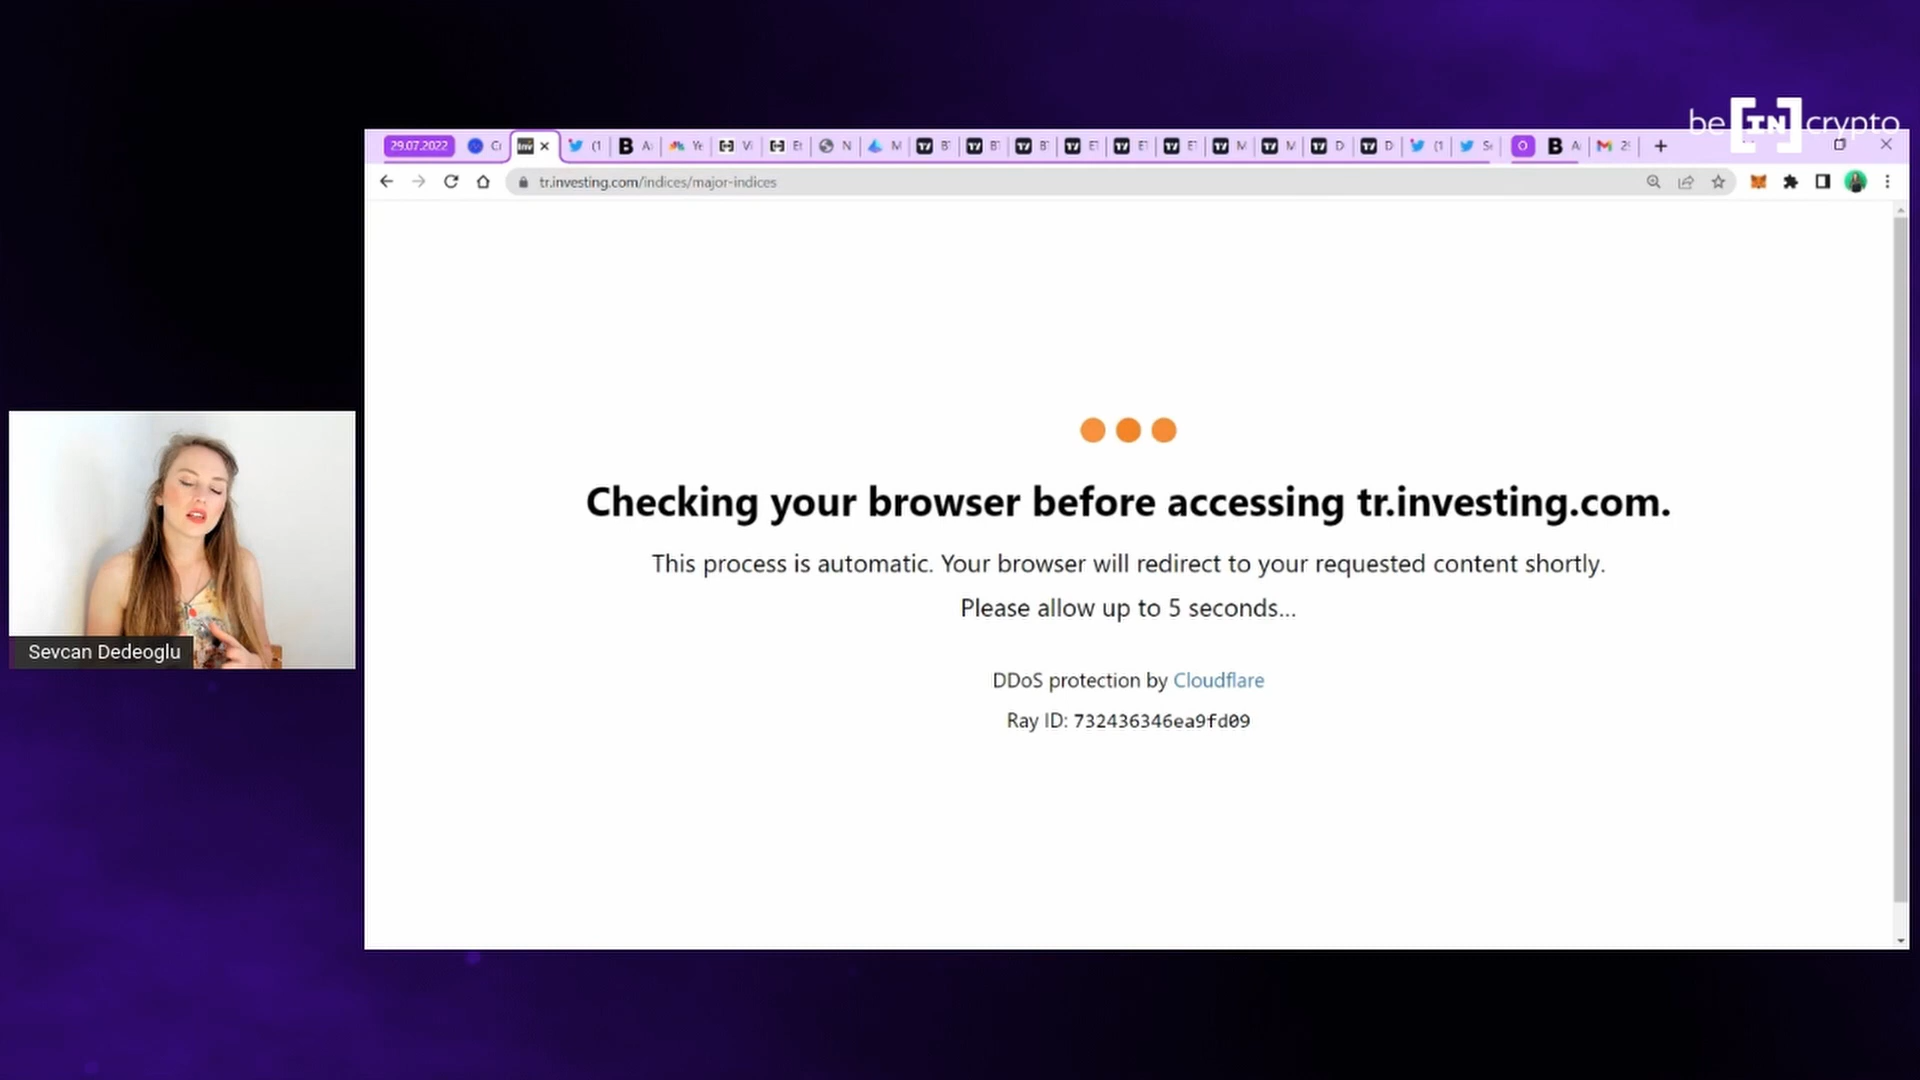 be[IN]crypto
29.07.2022
tr.investing.com/indices/major-indices
Checking your browser before accessing tr.investing.com.
This process is automatic. Your browser will redirect to your requested content shortly.
Please allow up to 5 seconds...
DDoS protection by Cloudflare
Ray ID: 732436346ea9fd09
Sevcan Dedeoglu